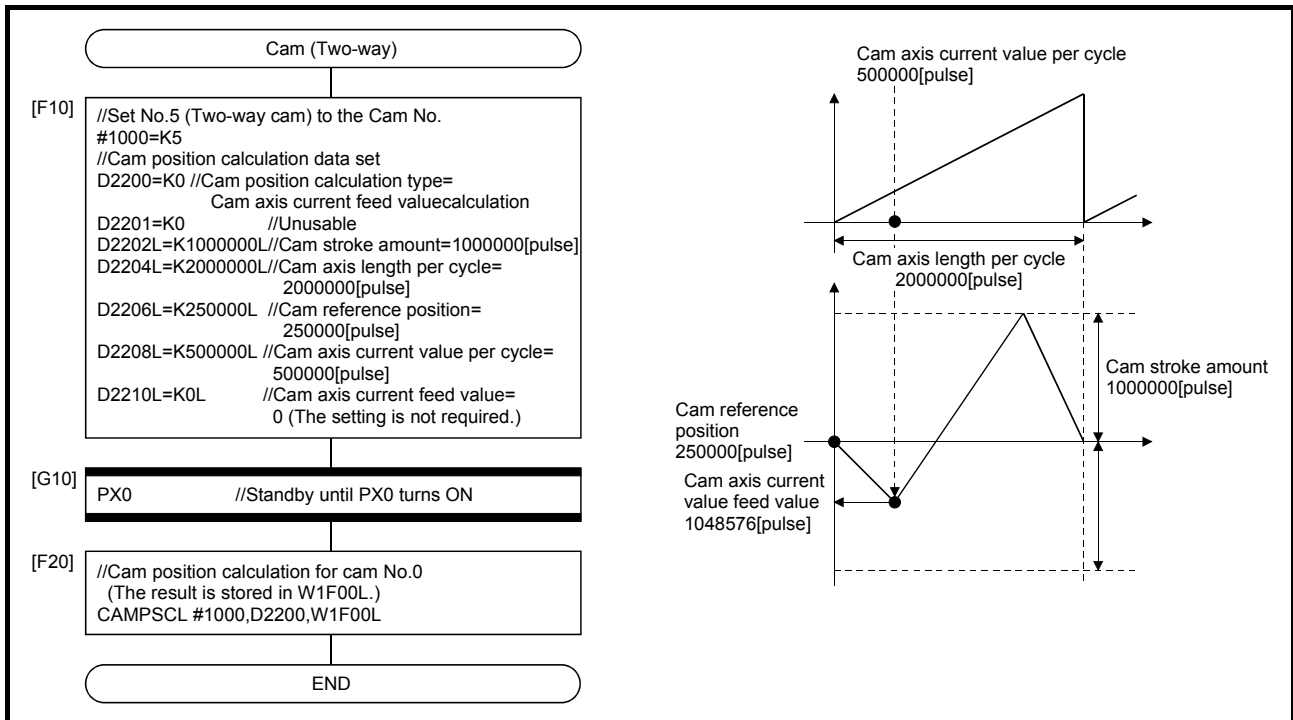 Cam (Two-way)
[F10]
//Set No.5 (Two-way cam) to the Cam No.
#1000=K5
//Cam position calculation data set
D2200=K0 //Cam position calculation type=
Cam axis current feed valuecalculation
D2201=K0 //Unusable
D2202L=K1000000L//Cam stroke amount=1000000[pulse]
D2204L=K2000000L//Cam axis length per cycle=
2000000[pulse]
D2206L=K250000L //Cam reference position=
250000[pulse]
D2208L=K500000L //Cam axis current value per cycle=
500000[pulse]
D2210L=K0L //Cam axis current feed value=
0 (The setting is not required.)
[G10]
PX0 //Standby until PX0 turns ON
[F20]
//Cam position calculation for cam No.0
(The result is stored in W1F00L.)
CAMPSCL #1000,D2200,W1F00L
END
Cam axis current value per cycle
500000[pulse]
Cam axis length per cycle
2000000[pulse]
Cam stroke amount
1000000[pulse]
Cam reference
position
250000[pulse]
Cam axis current
value feed value
1048576[pulse]